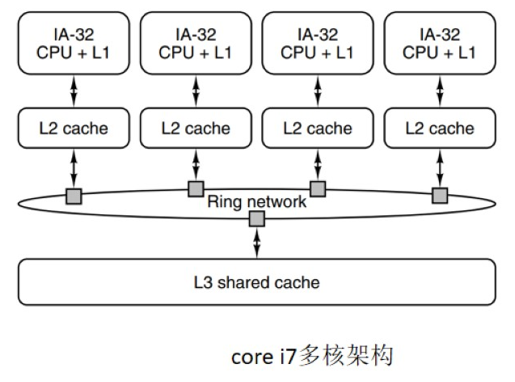 IA-32
CPU + L1
IA-32
CPU + L1
IA-32
CPU + L1
IA-32
CPU + L1
L2 cache
L2 cache
L2 cache
L2 cache
Ring network
L3 shared cache
core i7多核架构